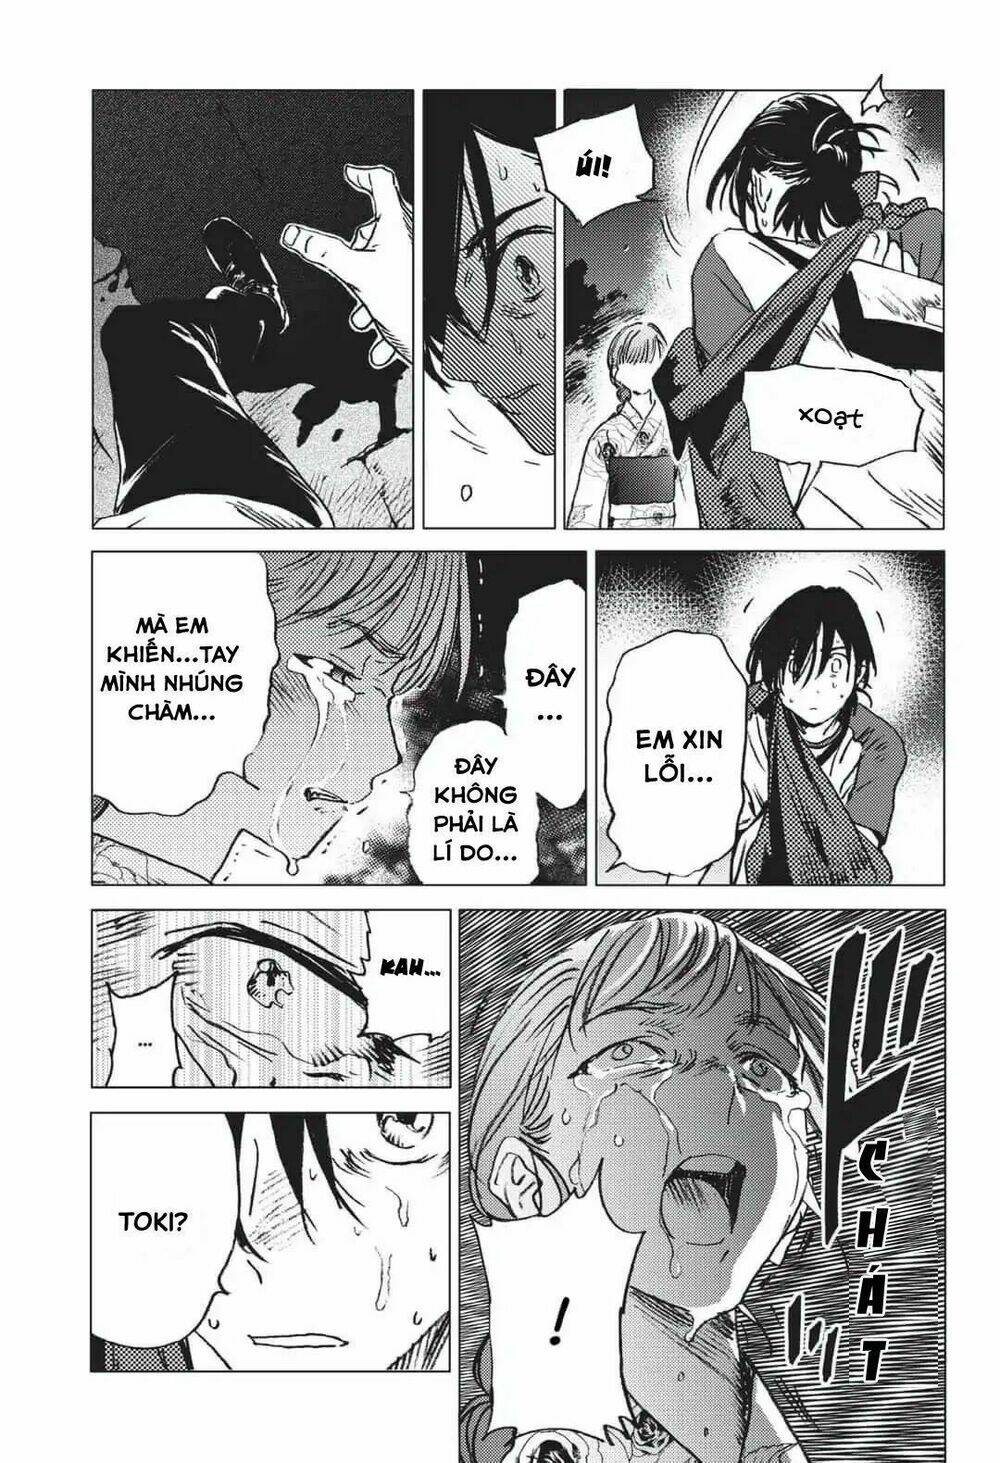 ÚI!
XOẠT
EM XIN
LỖI...
ĐÂY
...
ĐÂY
KHÔNG
PHẢI LÀ
LÍ DO...
MÀ EM
KHIẾN...TAY
MÌNH NHÚNG
CHÀM...
KAH...
...
CHÁT
!
TOKI?